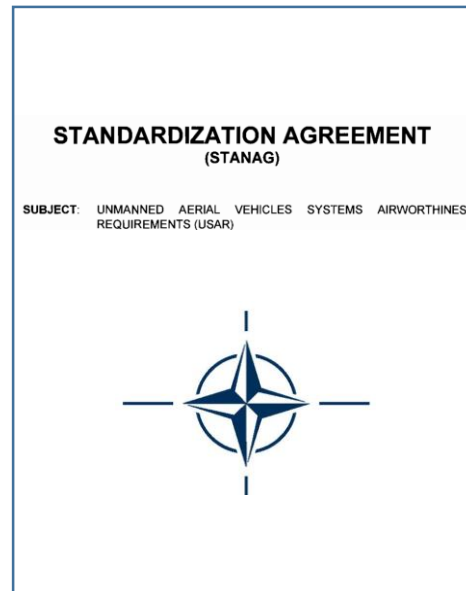 STANDARDIZATION AGREEMENT
(STANAG)
SUBJECT: UNMANNED AERIAL VEHICLES SYSTEMS AIRWORTHINES
REQUIREMENTS (USAR)